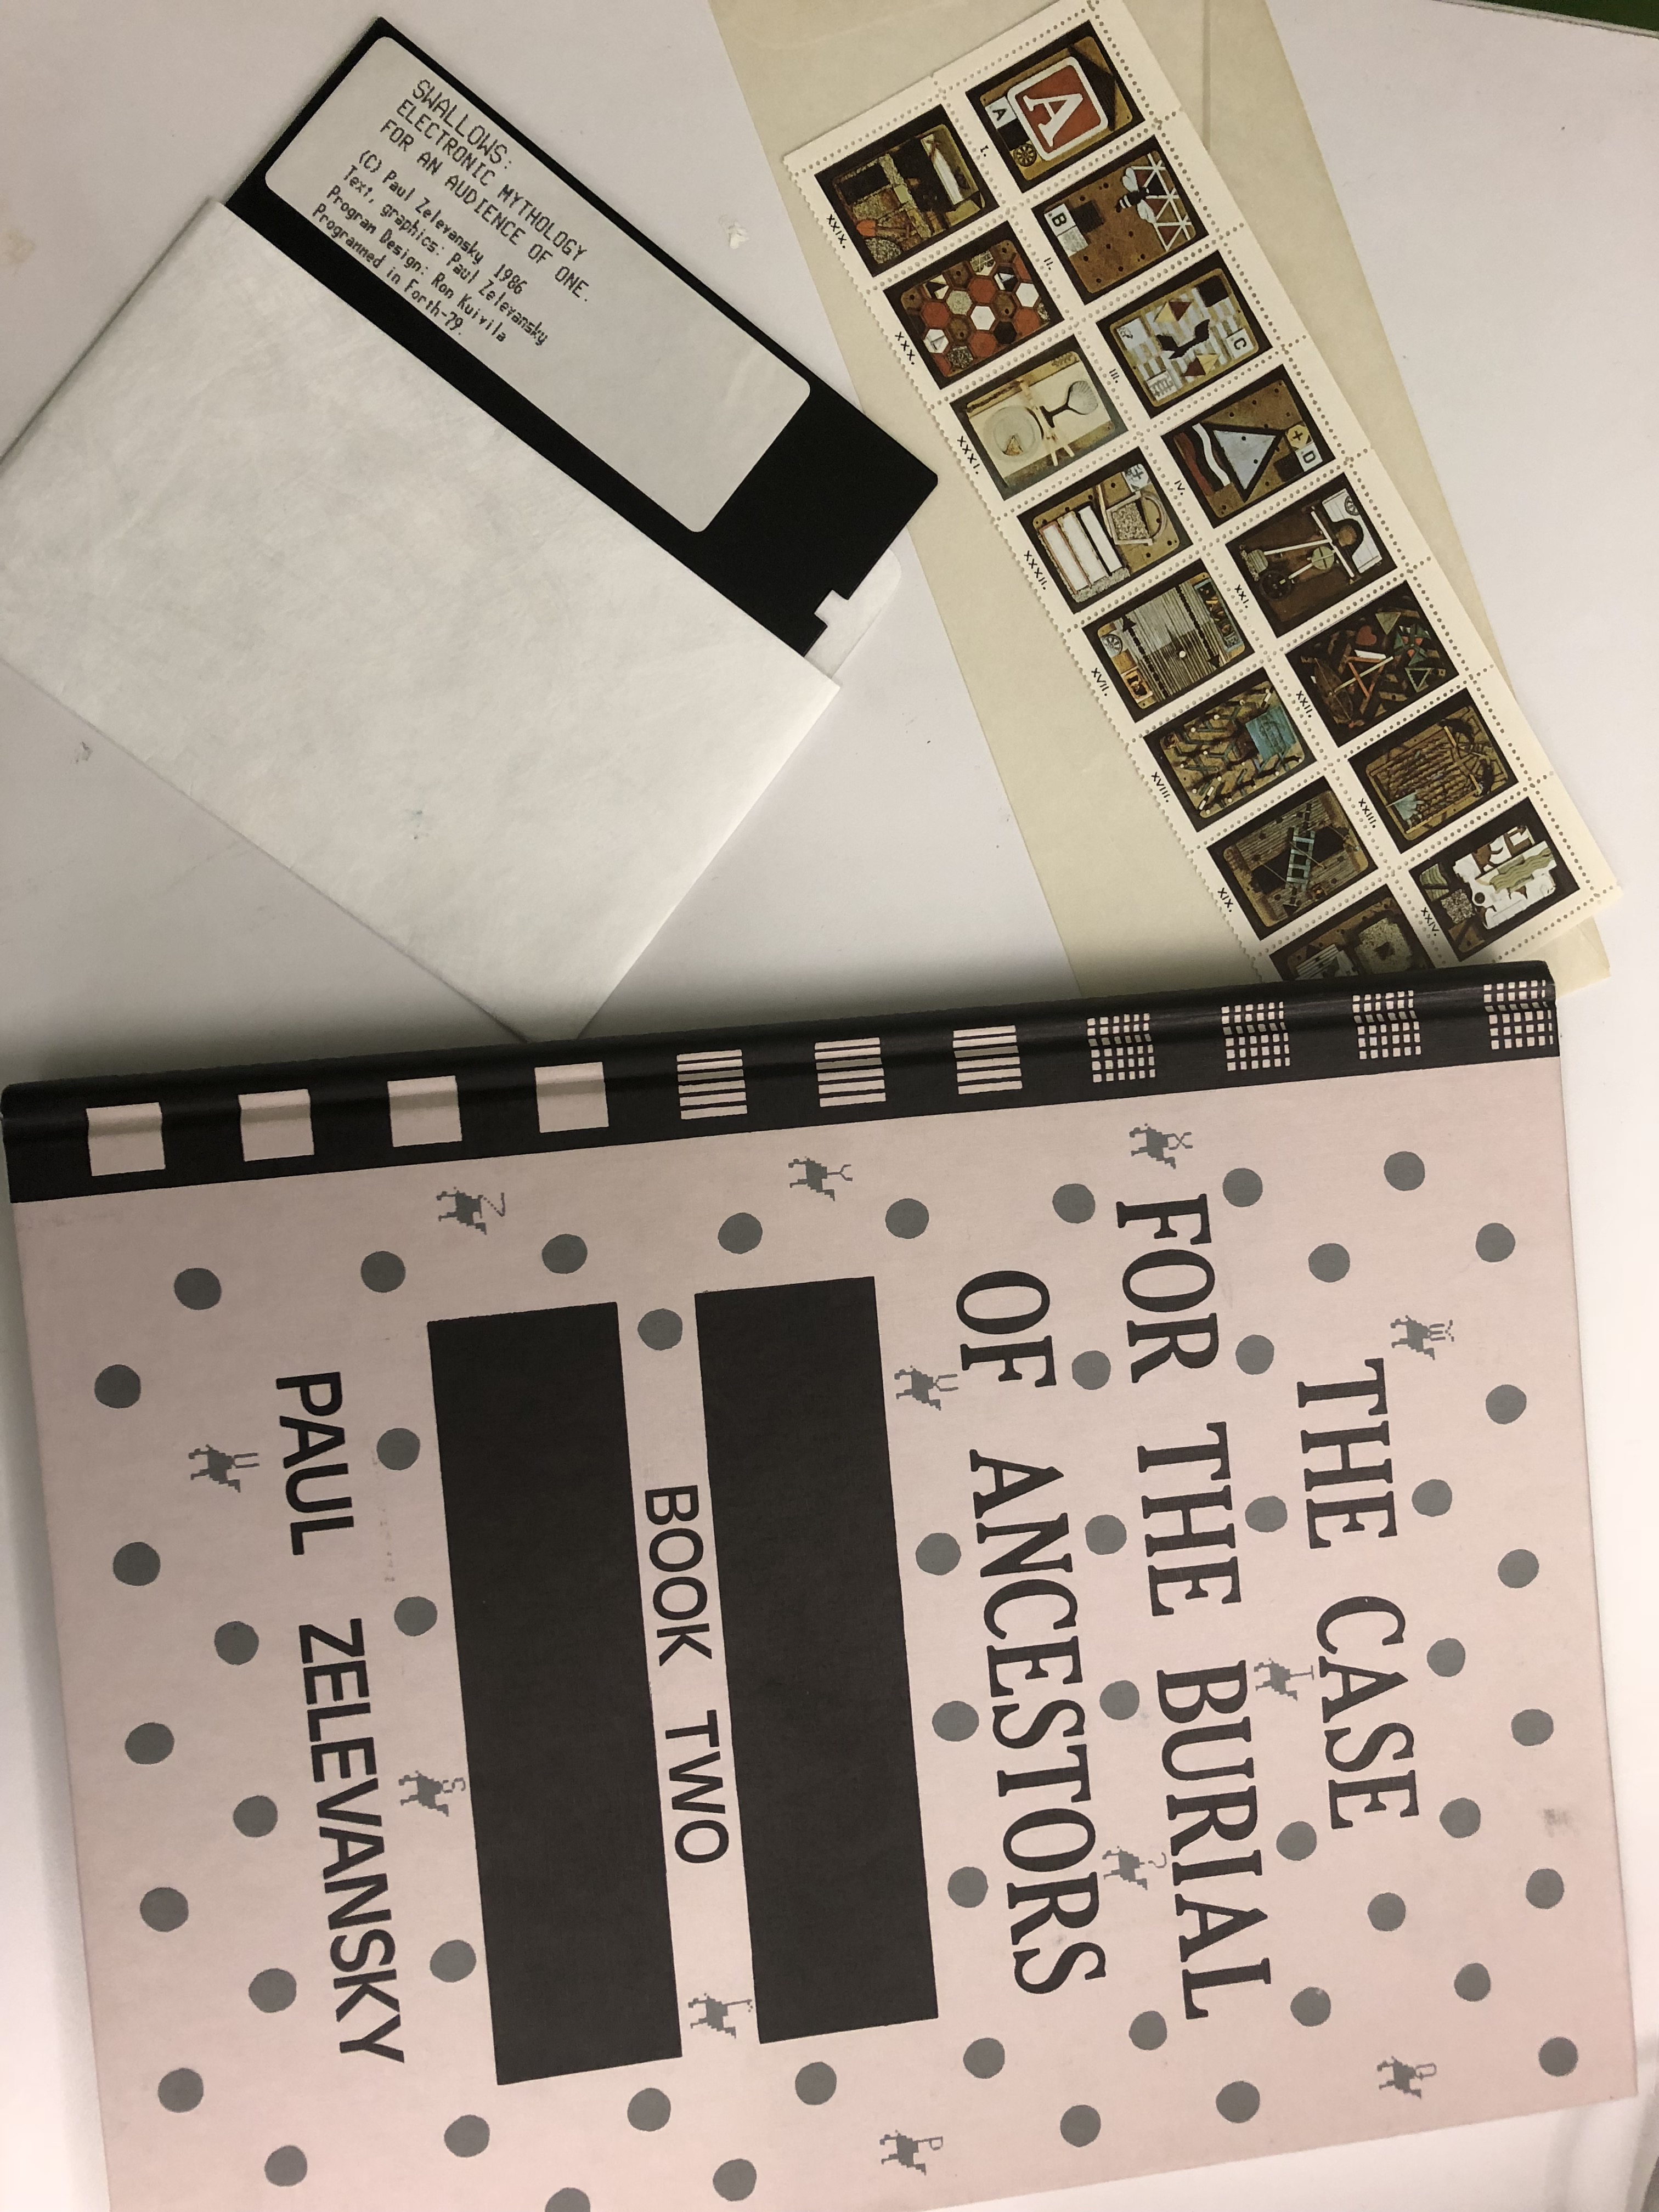 SWALLOWS:
ELECTRONIC MYTHOLOGY
FOR AN AUDIENCE OF ONE.
(C) Paul Zelevansky 1986
Text, graphics: Paul Zelevansky
Program Design: Ron Kuivila
Programmed in Forth-79.
A
A
I.
B
II.
C
III.
D
IV.
XXI.
XXII.
XXIII.
XXIV.
XXIX.
XXX.
XXXI.
XXXII.
XVII.
XVIII.
XIX.
THE CASE
FOR THE BURIAL
OF ANCESTORS
BOOK TWO
PAUL ZELEVANSKY